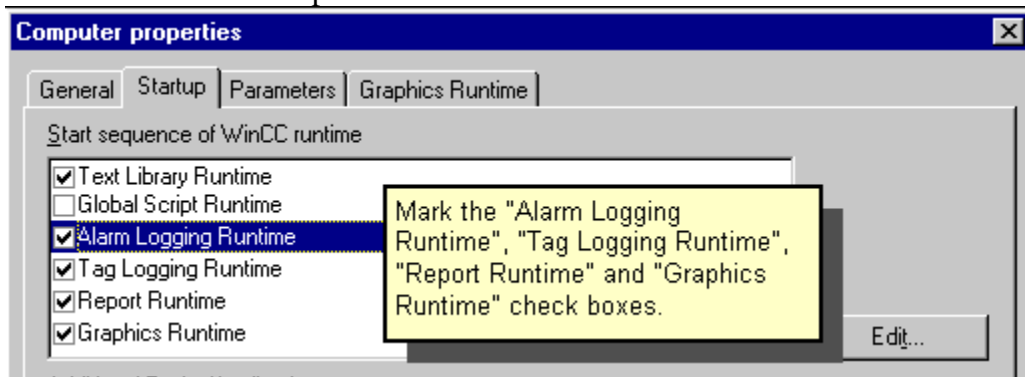 Computer properties
General Startup Parameters Graphics Runtime
Start sequence of WinCC runtime
Text Library Runtime
Global Script Runtime
Alarm Logging Runtime
Tag Logging Runtime
Report Runtime
Graphics Runtime
Mark the "Alarm Logging
Runtime", "Tag Logging Runtime",
"Report Runtime" and "Graphics
Runtime" check boxes.
Edit...